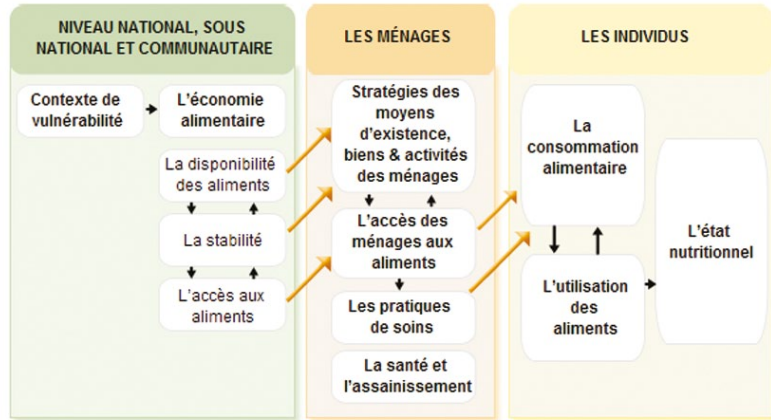 NIVEAU NATIONAL, SOUS
NATIONAL ET COMMUNAUTAIRE
Contexte de
vulnérabilité
L'économie
alimentaire
La disponibilité
des aliments
La stabilité
L'accès aux
aliments
LES MÉNAGES
Stratégies des
moyens
d'existence,
biens & activités
des ménages
L'accès des
ménages aux
aliments
Les pratiques
de soins
La santé et
l'assainissement
LES INDIVIDUS
La
consommation
alimentaire
L'utilisation
des
aliments
L'état
nutritionnel